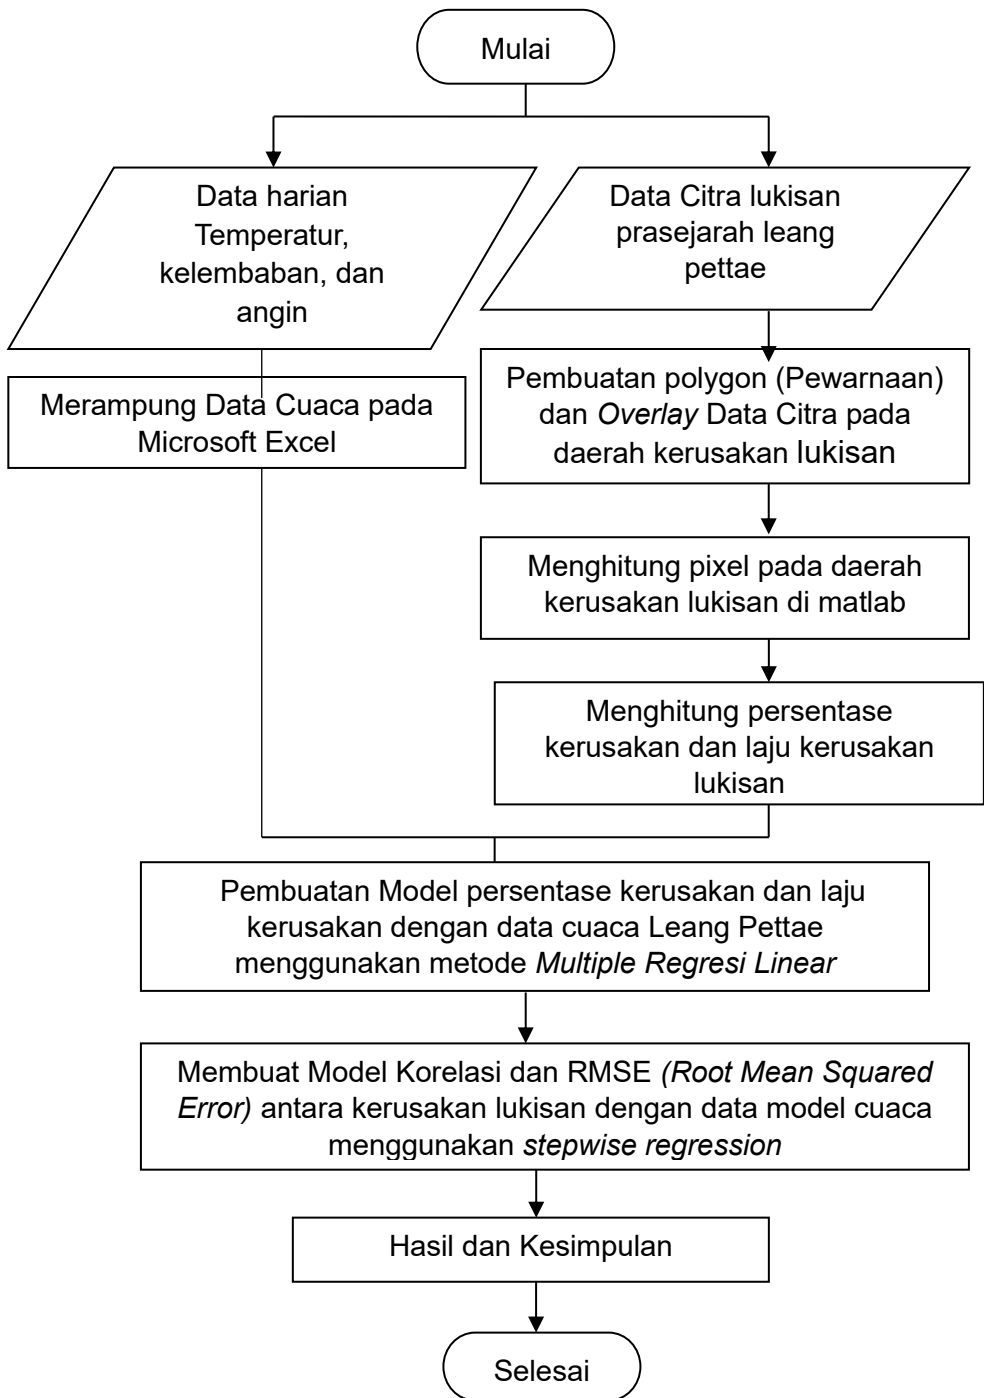 Mulai
Data harian
Temperatur,
kelembaban, dan
angin
Data Citra lukisan
prasejarah leang
pettae
Merampung Data Cuaca pada
Microsoft Excel
Pembuatan polygon (Pewarnaan)
dan Overlay Data Citra pada
daerah kerusakan lukisan
Menghitung pixel pada daerah
kerusakan lukisan di matlab
Menghitung persentase
kerusakan dan laju kerusakan
lukisan
Pembuatan Model persentase kerusakan dan laju
kerusakan dengan data cuaca Leang Pettae
menggunakan metode Multiple Regresi Linear
Membuat Model Korelasi dan RMSE (Root Mean Squared
Error) antara kerusakan lukisan dengan data model cuaca
menggunakan stepwise regression
Hasil dan Kesimpulan
Selesai